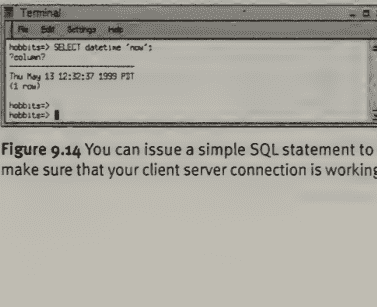 Terminal
File Edit Settings Help
hobbits=> SELECT datetime 'now';
?column?
Thu May 13 12:32:37 1999 PDT
(1 row)
hobbits=>
hobbits=>
Figure 9.14 You can issue a simple SQL statement to
make sure that your client server connection is working